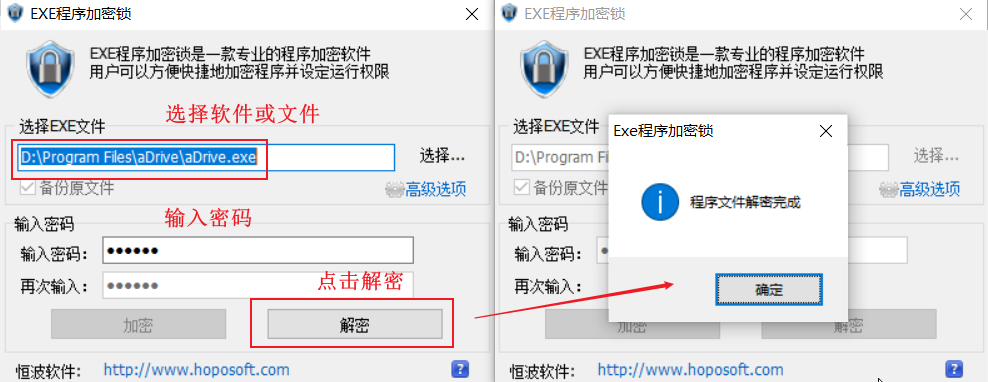 EXE程序加密锁
EXE程序加密锁是一款专业的程序加密软件
用户可以方便快捷地加密程序并设定运行权限
选择软件或文件
选择EXE文件
D:\Program Files\aDrive\aDrive.exe
选择...
备份原文件
高级选项
输入密码
输入密码
输入密码：
••••••
点击解密
再次输入：
••••••
加密
解密
恒波软件：
http://www.hoposoft.com
?
EXE程序加密锁
EXE程序加密锁是一款专业的程序加密软件
用户可以方便快捷地加密程序并设定运行权限
选择EXE文件
D:\Program Fi
选择...
备份原文件
高级选项
Exe程序加密锁
程序文件解密完成
确定
输入密码
输入密码：
再次输入：
加密
解密
恒波软件：
http://www.hoposoft.com
?